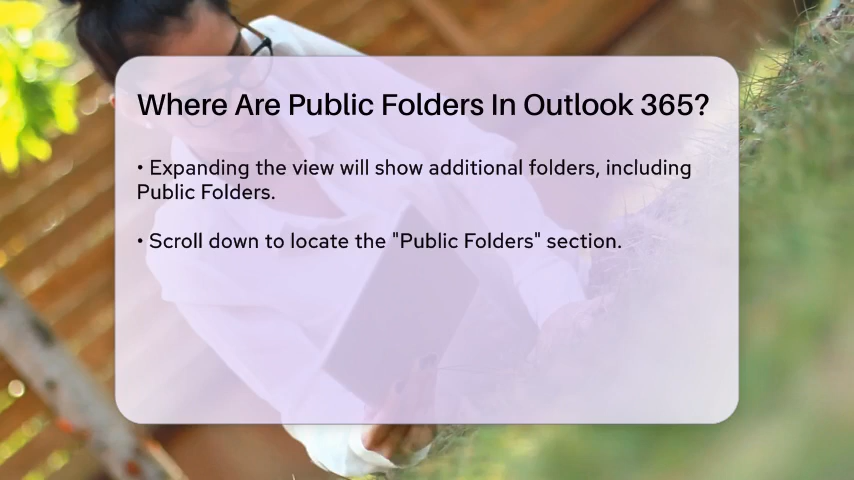 Where Are Public Folders In Outlook 365?
• Expanding the view will show additional folders, including
Public Folders.
• Scroll down to locate the "Public Folders" section.